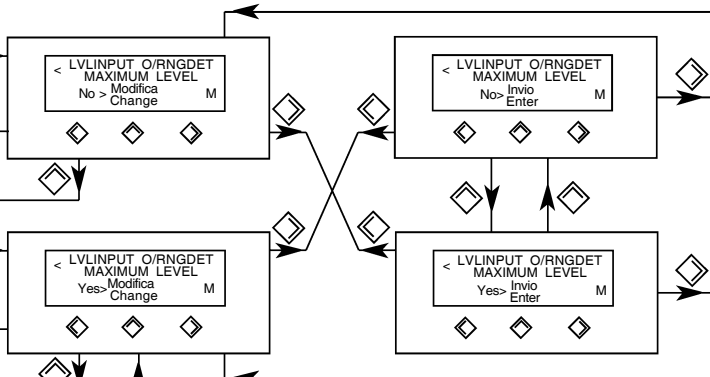 < LVLINPUT O/RNGDET
MAXIMUM LEVEL
No > Modifica M
Change
< LVLINPUT O/RNGDET
MAXIMUM LEVEL
No> Invio M
Enter
< LVLINPUT O/RNGDET
MAXIMUM LEVEL
Yes> Modifica M
Change
< LVLINPUT O/RNGDET
MAXIMUM LEVEL
Yes> Invio M
Enter